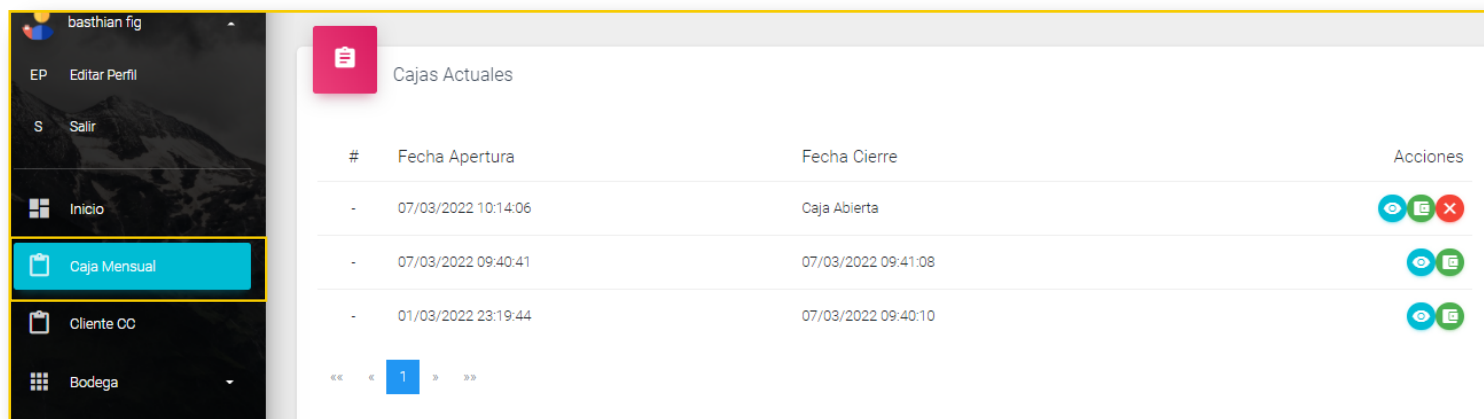 basthian fig
EP Editar Perfil
S Salir
Inicio
Caja Mensual
Cliente CC
Bodega
Cajas Actuales
# Fecha Apertura Fecha Cierre Acciones
- 07/03/2022 10:14:06 Caja Abierta
- 07/03/2022 09:40:41 07/03/2022 09:41:08
- 01/03/2022 23:19:44 07/03/2022 09:40:10
«« « 1 » »»